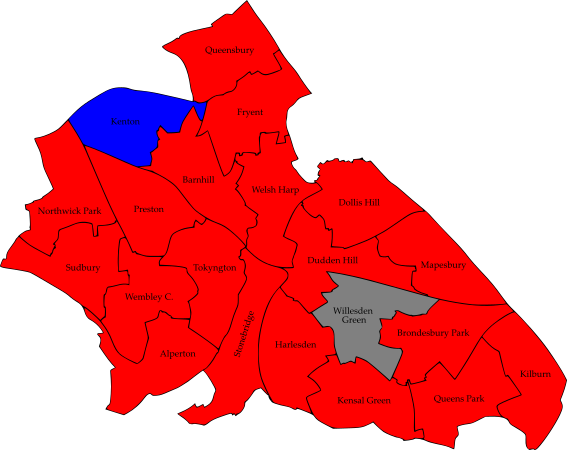 Queensbury
Kenton
Fryent
Barnhill
Welsh Harp
Dollis Hill
Northwick Park
Preston
Dudden Hill
Mapesbury
Sudbury
Tokyngton
Wembley C.
Willesden
Green
Stonebridge
Brondesbury Park
Alperton
Harlesden
Kilburn
Kensal Green
Queens Park